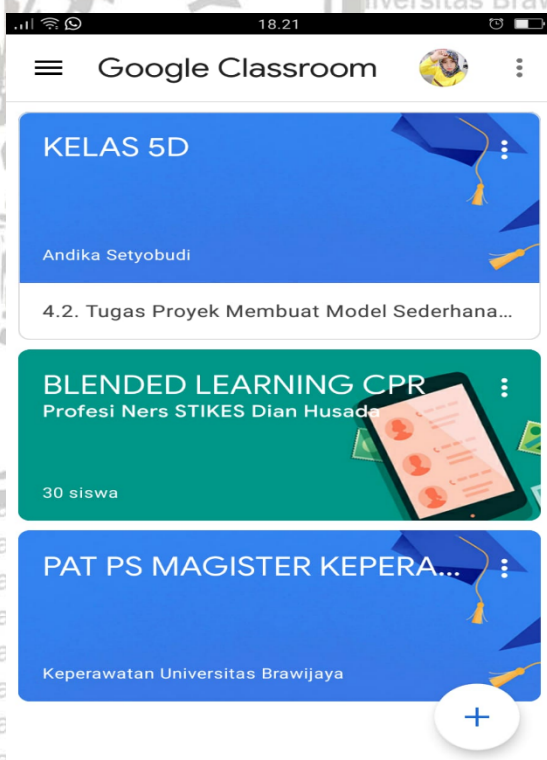 18.21
Google Classroom
KELAS 5D
Andika Setyobudi
4.2. Tugas Proyek Membuat Model Sederhana...
BLENDED LEARNING CPR
Profesi Ners STIKES Dian Husada
30 siswa
PAT PS MAGISTER KEPERA...
Keperawatan Universitas Brawijaya